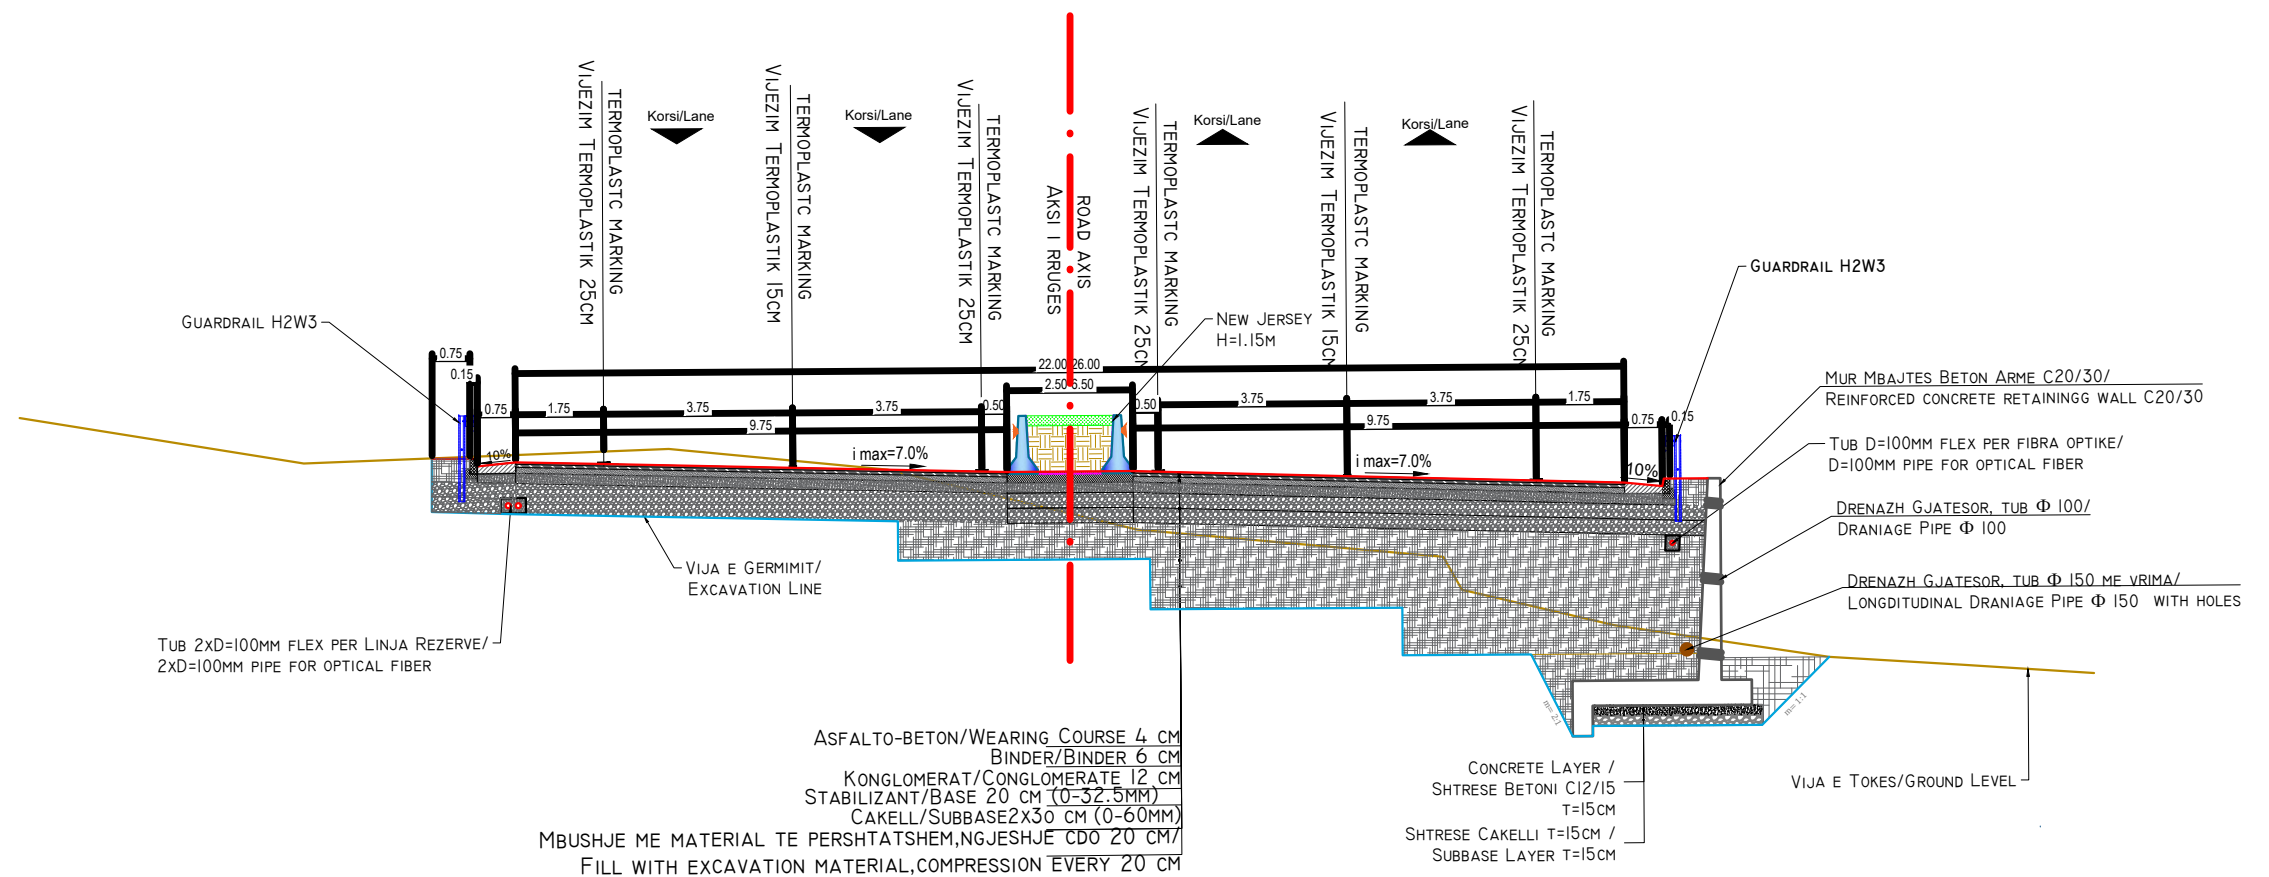 VIJEZIM TERMOPLASTIK 25CM
TERMOPLASTC MARKING
Korsi/Lane
VIJEZIM TERMOPLASTIK 15CM
TERMOPLASTC MARKING
Korsi/Lane
VIJEZIM TERMOPLASTIK 25CM
TERMOPLASTC MARKING
AKSI I RRUGES
ROAD AXIS
VIJEZIM TERMOPLASTIK 25CM
TERMOPLASTC MARKING
Korsi/Lane
VIJEZIM TERMOPLASTIK 15CM
TERMOPLASTC MARKING
Korsi/Lane
VIJEZIM TERMOPLASTIK 25CM
TERMOPLASTC MARKING
GUARDRAIL H2W3
GUARDRAIL H2W3
NEW JERSEY
H=1.15M
0.75
0.15
22.00/26.00
2.50-6.50
0.75
1.75
3.75
3.75
0.50
0.50
3.75
3.75
1.75
0.75
0.15
9.75
9.75
10%
i max=7.0%
i max=7.0%
10%
MUR MBAJTES BETON ARME C20/30/
REINFORCED CONCRETE RETAININGG WALL C20/30
TUB D=100MM FLEX PER FIBRA OPTIKE/
D=100MM PIPE FOR OPTICAL FIBER
DRENAZH GJATESOR, TUB Φ 100/
DRANIAGE PIPE Φ 100
DRENAZH GJATESOR, TUB Φ 150 ME VRIMA/
LONGDITUDINAL DRANIAGE PIPE Φ 150 WITH HOLES
VIJA E GERMIMIT/
EXCAVATION LINE
TUB 2XD=100MM FLEX PER LINJA REZERVE/
2XD=100MM PIPE FOR OPTICAL FIBER
m= 2:1
m= 1:1
ASFALTO-BETON/WEARING COURSE 4 CM
BINDER/BINDER 6 CM
KONGLOMERAT/CONGLOMERATE 12 CM
STABILIZANT/BASE 20 CM (0-32.5MM)
CAKELL/SUBBASE2X30 CM (0-60MM)
MBUSHJE ME MATERIAL TE PERSHTATSHEM,NGJESHJE CDO 20 CM/
FILL WITH EXCAVATION MATERIAL,COMPRESSION EVERY 20 CM
CONCRETE LAYER /
SHTRESE BETONI C12/15
T=15CM
SHTRESE CAKELLI T=15CM /
SUBBASE LAYER T=15CM
VIJA E TOKES/GROUND LEVEL